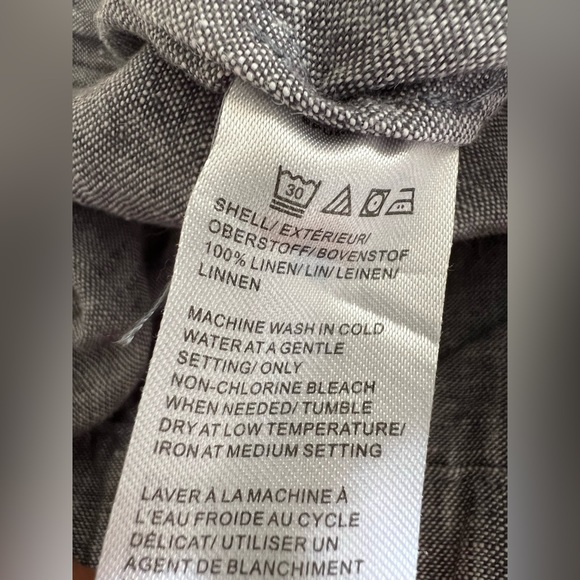 30
SHELL/ EXTÉRIEUR/
OBERSTOFF/ BOVENSTOF
100% LINEN/ LIN/ LEINEN/
LINNEN
MACHINE WASH IN COLD
WATER AT A GENTLE
SETTING/ ONLY
NON-CHLORINE BLEACH
WHEN NEEDED/ TUMBLE
DRY AT LOW TEMPERATURE/
IRON AT MEDIUM SETTING
LAVER À LA MACHINE À
L'EAU FROIDE AU CYCLE
DÉLICAT/ UTILISER UN
AGENT DE BLANCHIMENT